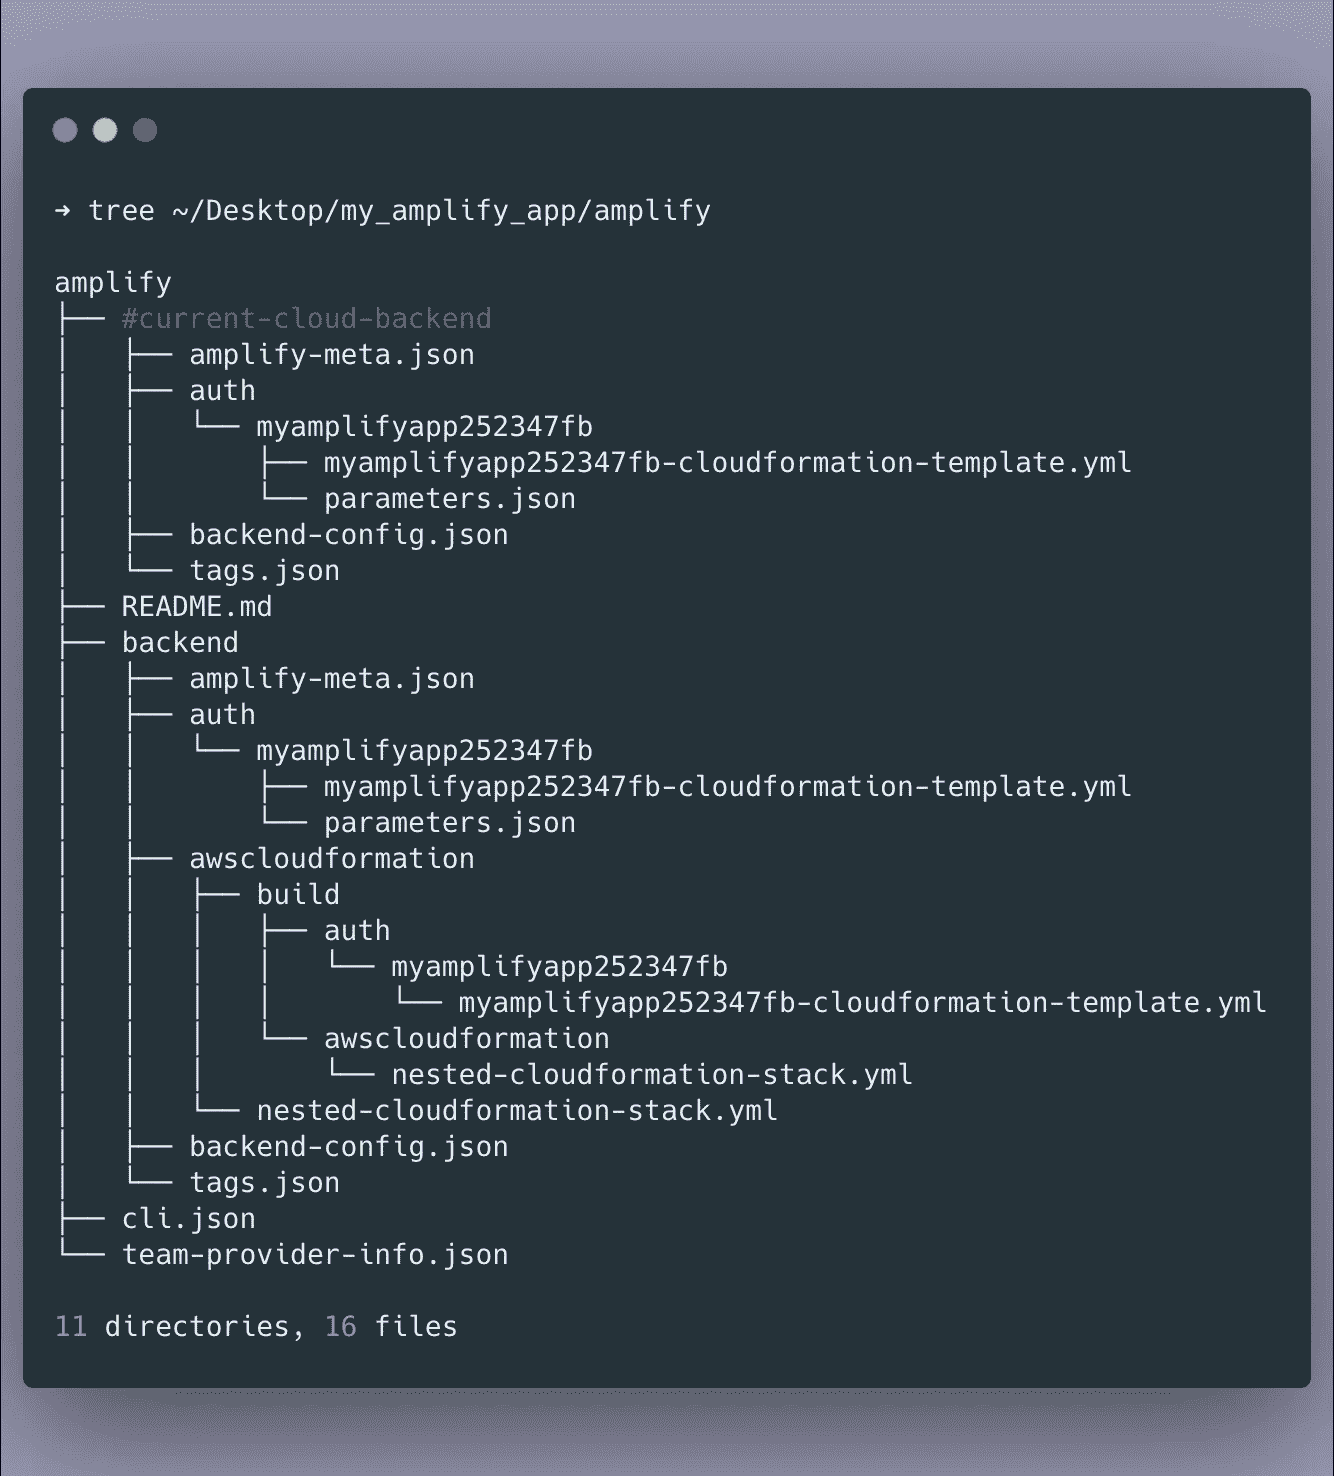 → tree ~/Desktop/my_amplify_app/amplify
amplify
├── #current-cloud-backend
│   ├── amplify-meta.json
│   ├── auth
│   │   └── myamplifyapp252347fb
│   │       ├── myamplifyapp252347fb-cloudformation-template.yml
│   │       └── parameters.json
│   ├── backend-config.json
│   └── tags.json
├── README.md
├── backend
│   ├── amplify-meta.json
│   ├── auth
│   │   └── myamplifyapp252347fb
│   │       ├── myamplifyapp252347fb-cloudformation-template.yml
│   │       └── parameters.json
│   ├── awscloudformation
│   │   ├── build
│   │   │   ├── auth
│   │   │   │   └── myamplifyapp252347fb
│   │   │   │       └── myamplifyapp252347fb-cloudformation-template.yml
│   │   │   └── awscloudformation
│   │   │       └── nested-cloudformation-stack.yml
│   │   └── nested-cloudformation-stack.yml
│   ├── backend-config.json
│   └── tags.json
├── cli.json
└── team-provider-info.json
11 directories, 16 files